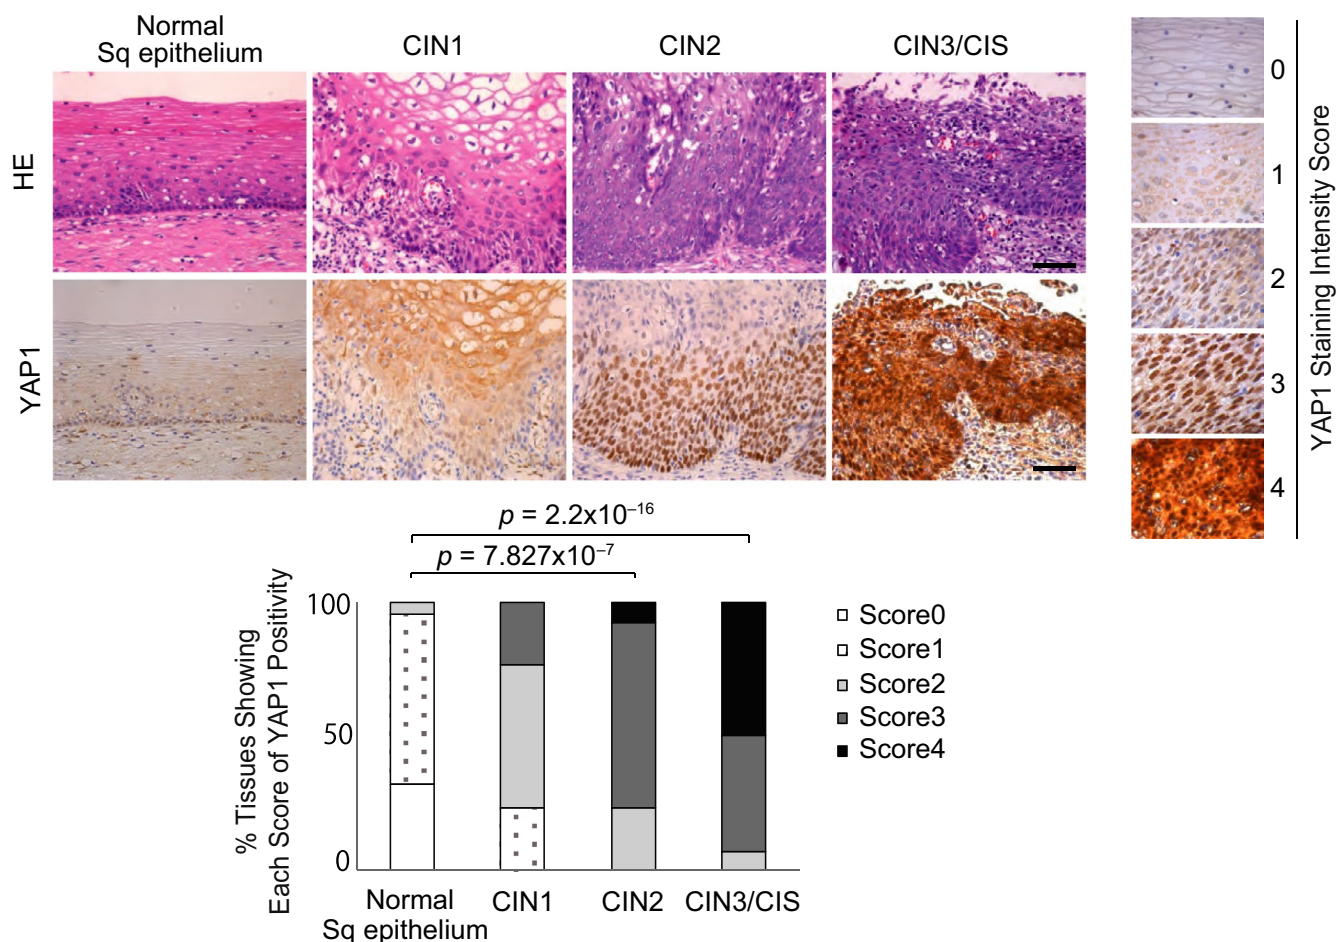 Normal
Sq epithelium
CIN1
CIN2
CIN3/CIS
HE
YAP1
0
1
2
3
4
YAP1 Staining Intensity Score
p = 2.2x10–16
p = 7.827x10–7
% Tissues Showing
Each Score of YAP1 Positivity
100
50
0
Normal
Sq epithelium
CIN1
CIN2
CIN3/CIS
Score0
Score1
Score2
Score3
Score4